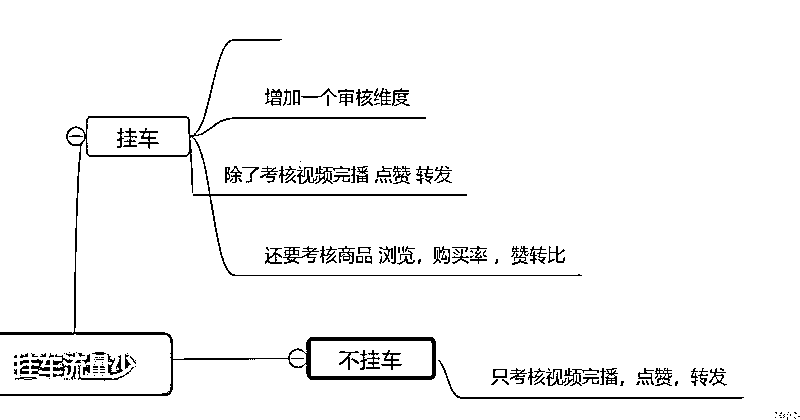 增加一个审核维度
挂车
除了考核视频完播 点赞 转发
还要考核商品 浏览，购买率，赞转比
挂车流量少
不挂车
只考核视频完播，点赞，转发